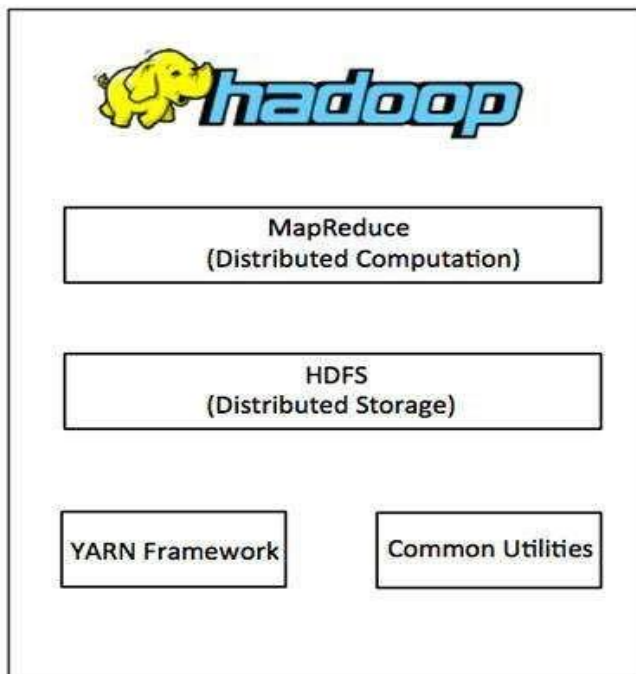 hadoop
MapReduce
(Distributed Computation)
HDFS
(Distributed Storage)
YARN Framework
Common Utilities